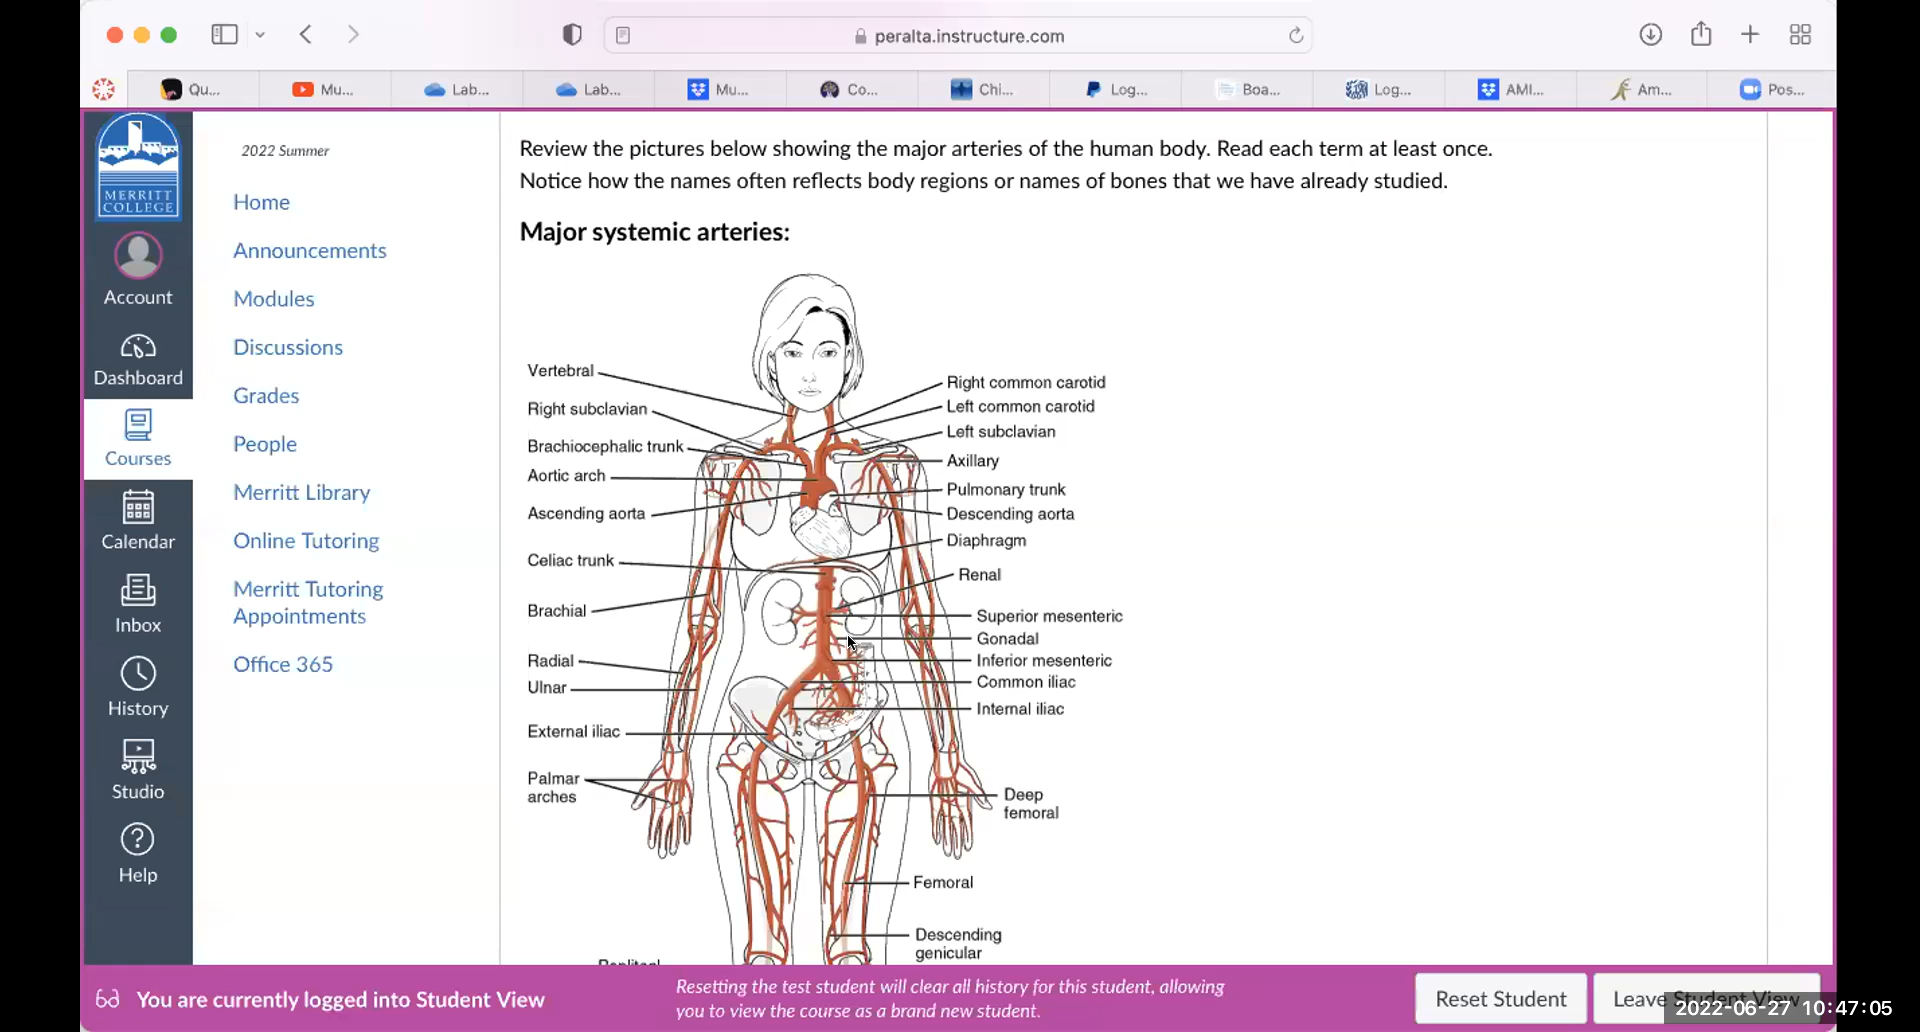 peralta.instructure.com
Qu...
Mu...
Lab...
Lab...
Mu...
Co...
Chi...
Log...
Boa...
Log...
AMI...
Am...
Pos...
MERRITT
COLLEGE
Account
Dashboard
Courses
Calendar
Inbox
History
Studio
Help
2022 Summer
Home
Announcements
Modules
Discussions
Grades
People
Merritt Library
Online Tutoring
Merritt Tutoring
Appointments
Office 365
Review the pictures below showing the major arteries of the human body. Read each term at least once.
Notice how the names often reflects body regions or names of bones that we have already studied.
Major systemic arteries:
Vertebral
Right subclavian
Brachiocephalic trunk
Aortic arch
Ascending aorta
Celiac trunk
Brachial
Radial
Ulnar
External iliac
Palmar
arches
Right common carotid
Left common carotid
Left subclavian
Axillary
Pulmonary trunk
Descending aorta
Diaphragm
Renal
Superior mesenteric
Gonadal
Inferior mesenteric
Common iliac
Internal iliac
Deep
femoral
Femoral
Descending
genicular
You are currently logged into Student View
Resetting the test student will clear all history for this student, allowing
you to view the course as a brand new student.
Reset Student
Leave Student View
2022-06-27 10:47:05